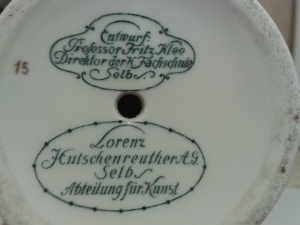 Entwurf:
Professor Fritz Klee
Direktor der K. Fachschule
Selb.
15
Lorenz
Hutschenreuther A.G.
Selb
Abteilung für Kunst